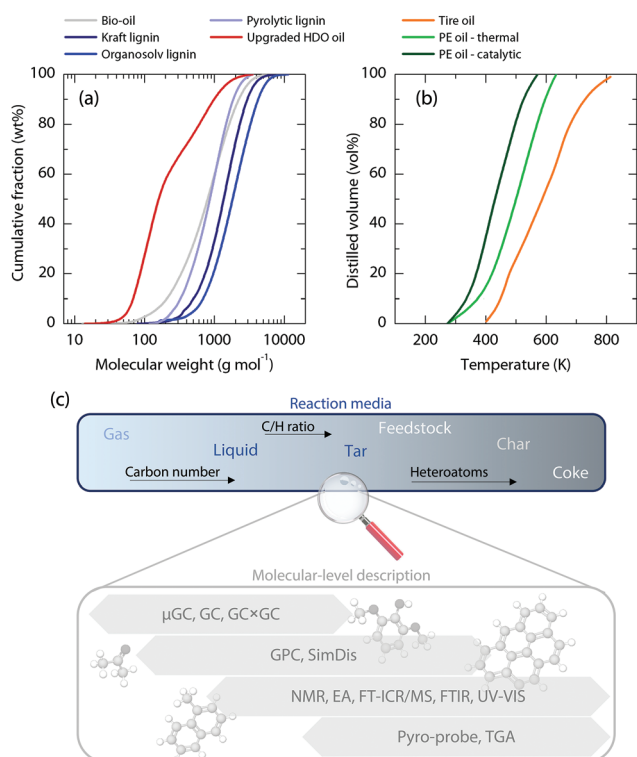 Bio-oil
Kraft lignin
Organosolv lignin
Pyrolytic lignin
Upgraded HDO oil
Tire oil
PE oil - thermal
PE oil - catalytic
(a)
Cumulative fraction (wt%)
100
80
60
40
20
0
10
100
1000
10000
Molecular weight (g mol⁻¹)
(b)
Distilled volume (vol%)
100
80
60
40
20
0
200
400
600
800
Temperature (K)
(c)
Reaction media
Gas
Liquid
Tar
Feedstock
Char
Coke
C/H ratio
Carbon number
Heteroatoms
Molecular-level description
μGC, GC, GC×GC
GPC, SimDis
NMR, EA, FT-ICR/MS, FTIR, UV-VIS
Pyro-probe, TGA